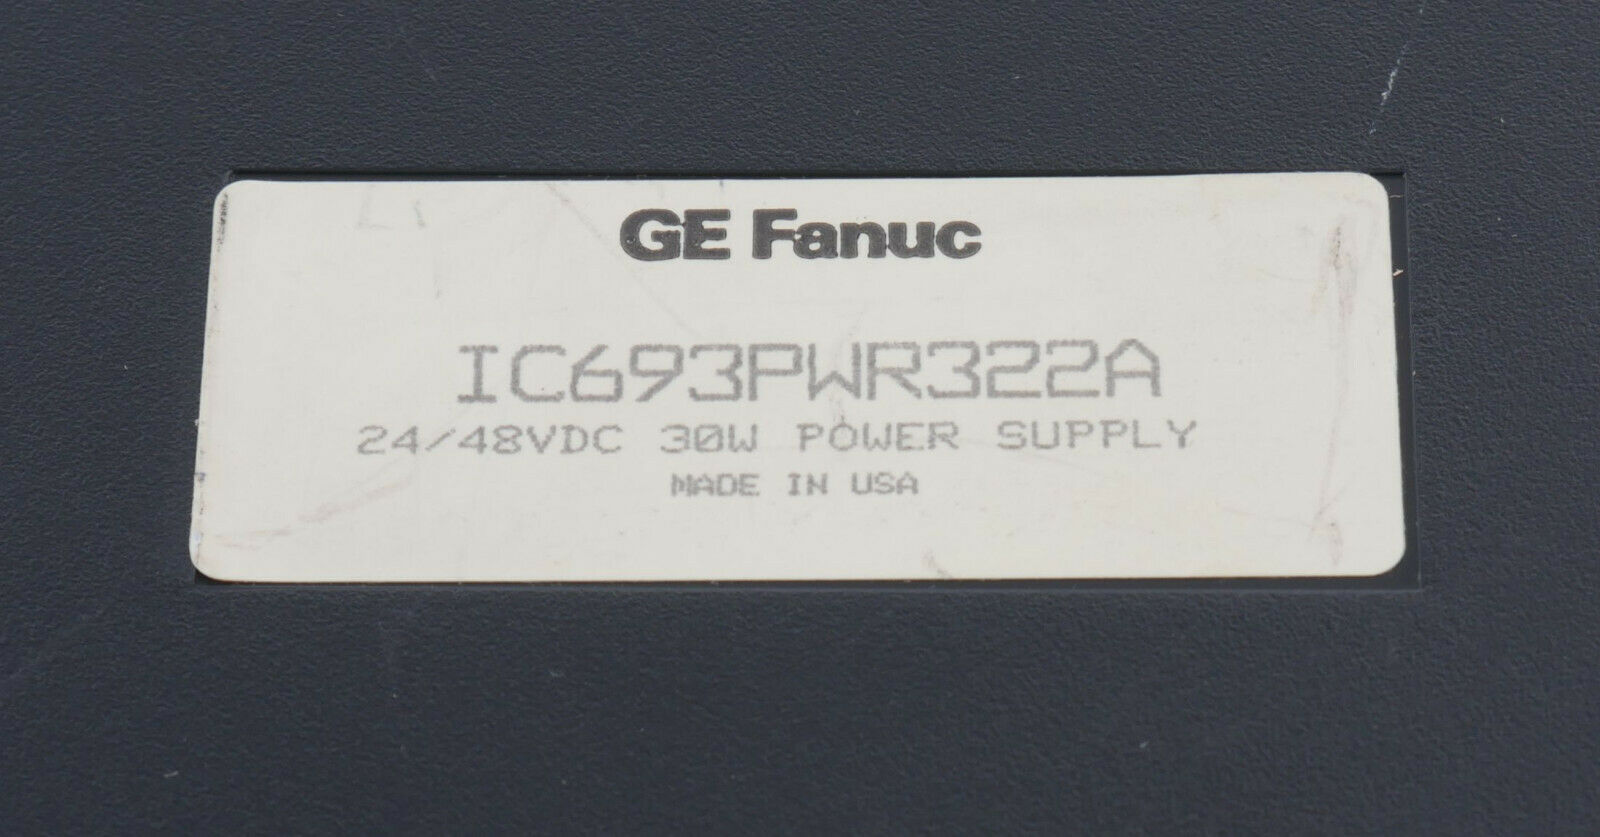 GE Fanuc
IC693PWR322A
24/48VDC 30W POWER SUPPLY
MADE IN USA